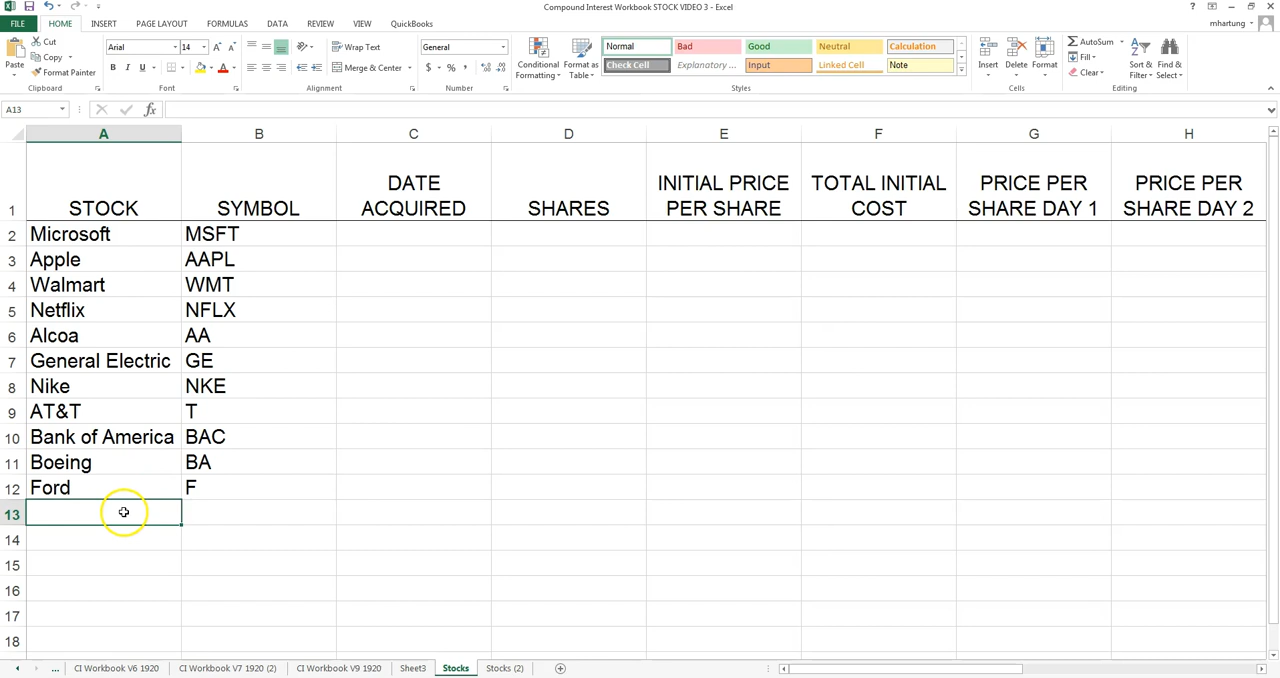 Compound Interest Workbook STOCK VIDEO 3 - Excel
FILE HOME INSERT PAGE LAYOUT FORMULAS DATA REVIEW VIEW QuickBooks mhartung
Paste Cut Copy Format Painter
Arial 14
B I U
Wrap Text
Merge & Center
General
$ % ,
Conditional Formatting
Format as Table
Normal Bad Good Neutral Calculation
Check Cell Explanatory ... Input Linked Cell Note
Insert Delete Format
AutoSum
Fill
Clear
Sort & Filter
Find & Select
Clipboard Font Alignment Number Styles Cells Editing
A13 fx
A B C D E F G H
1 STOCK SYMBOL DATE ACQUIRED SHARES INITIAL PRICE PER SHARE TOTAL INITIAL COST PRICE PER SHARE DAY 1 PRICE PER SHARE DAY 2
2 Microsoft MSFT
3 Apple AAPL
4 Walmart WMT
5 Netflix NFLX
6 Alcoa AA
7 General Electric GE
8 Nike NKE
9 AT&T T
10 Bank of America BAC
11 Boeing BA
12 Ford F
13
14
15
16
17
18
... CI Workbook V6 1920 CI Workbook V7 1920 (2) CI Workbook V9 1920 Sheet3 Stocks Stocks (2)